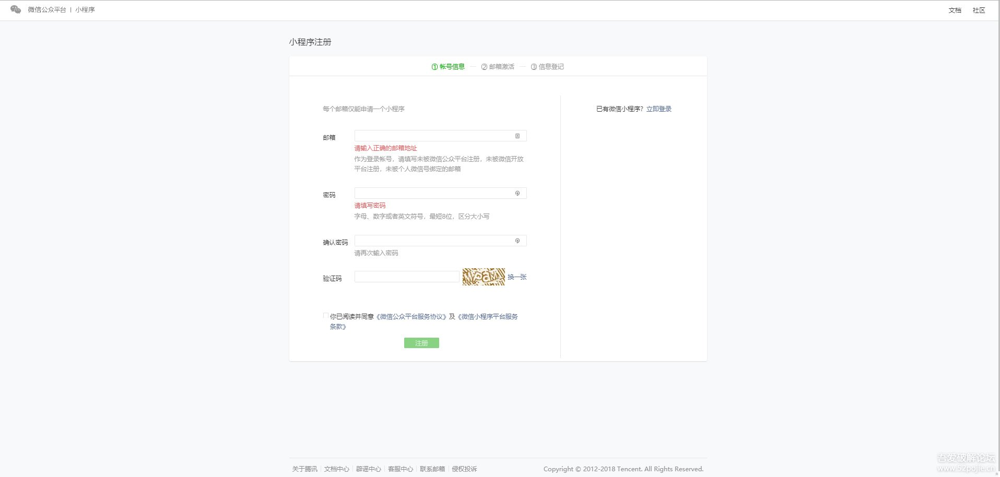 微信公众平台 | 小程序
文档 社区
小程序注册
① 帐号信息 — ② 邮箱激活 — ③ 信息登记
每个邮箱仅能申请一个小程序
已有微信小程序？立即登录
邮箱
请输入正确的邮箱地址
作为登录帐号，请填写未被微信公众平台注册，未被微信开放
平台注册，未被个人微信号绑定的邮箱
密码
请填写密码
字母、数字或者英文符号，最短8位，区分大小写
确认密码
请再次输入密码
验证码
换一张
你已阅读并同意《微信公众平台服务协议》及《微信小程序平台服务
条款》
注册
关于腾讯 文档中心 辟谣中心 客服中心 联系邮箱 侵权投诉
Copyright © 2012-2018 Tencent. All Rights Reserved.
吾爱破解论坛
www.52pojie.cn